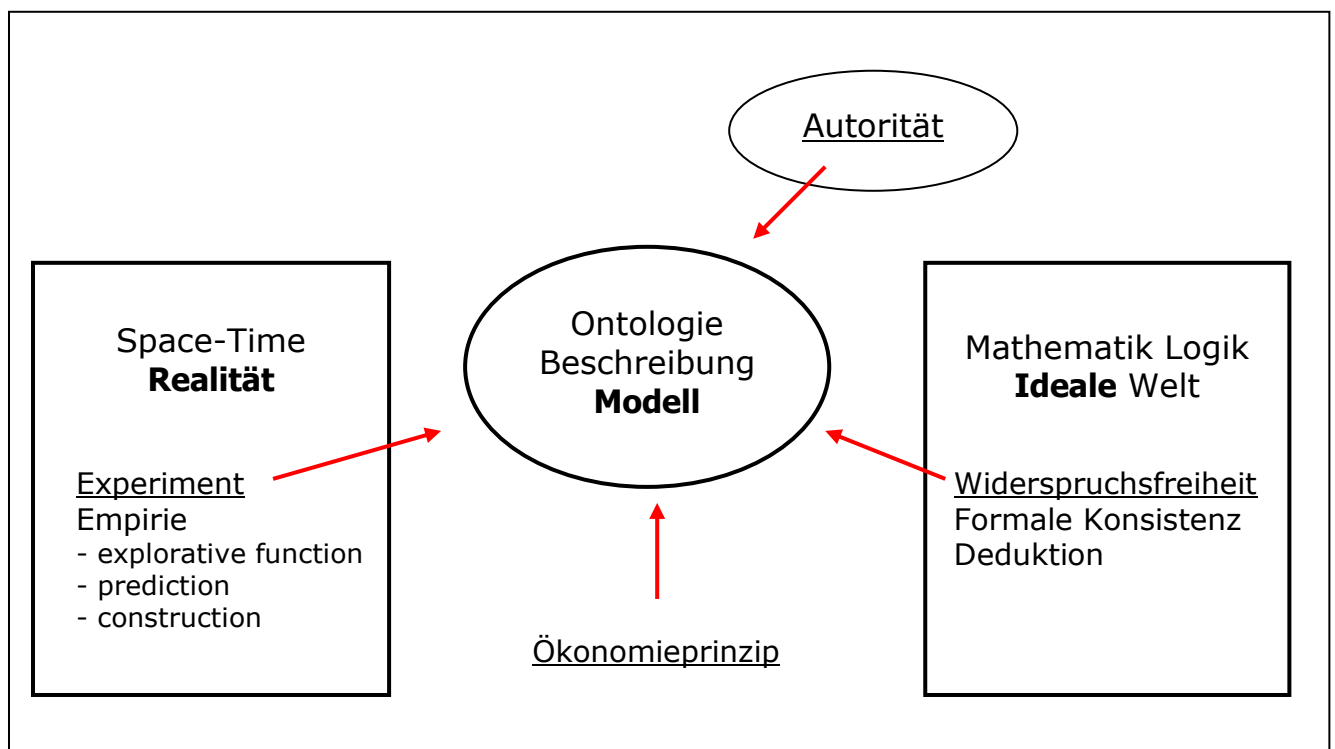 Autorität
Space-Time
Realität
Experiment
Empirie
- explorative function
- prediction
- construction
Ontologie
Beschreibung
Modell
Ökonomieprinzip
Mathematik Logik
Ideale Welt
Widerspruchsfreiheit
Formale Konsistenz
Deduktion